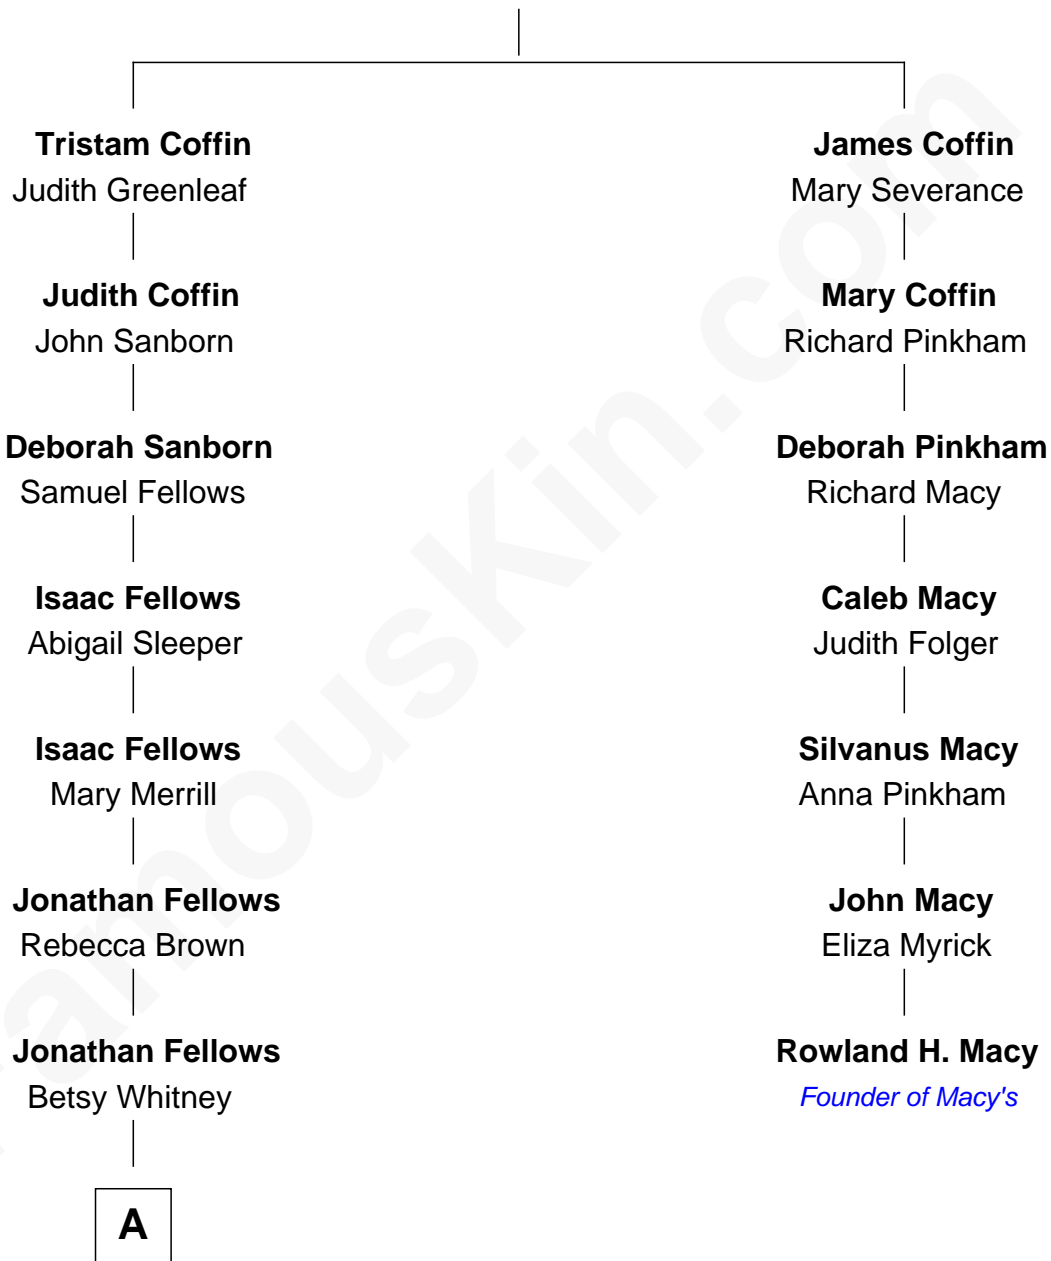 Tristam Coffin
Judith Greenleaf
Judith Coffin
John Sanborn
Deborah Sanborn
Samuel Fellows
Isaac Fellows
Abigail Sleeper
Isaac Fellows
Mary Merrill
Jonathan Fellows
Rebecca Brown
Jonathan Fellows
Betsy Whitney
A
James Coffin
Mary Severance
Mary Coffin
Richard Pinkham
Deborah Pinkham
Richard Macy
Caleb Macy
Judith Folger
Silvanus Macy
Anna Pinkham
John Macy
Eliza Myrick
Rowland H. Macy
Founder of Macy's
FamousKin.com